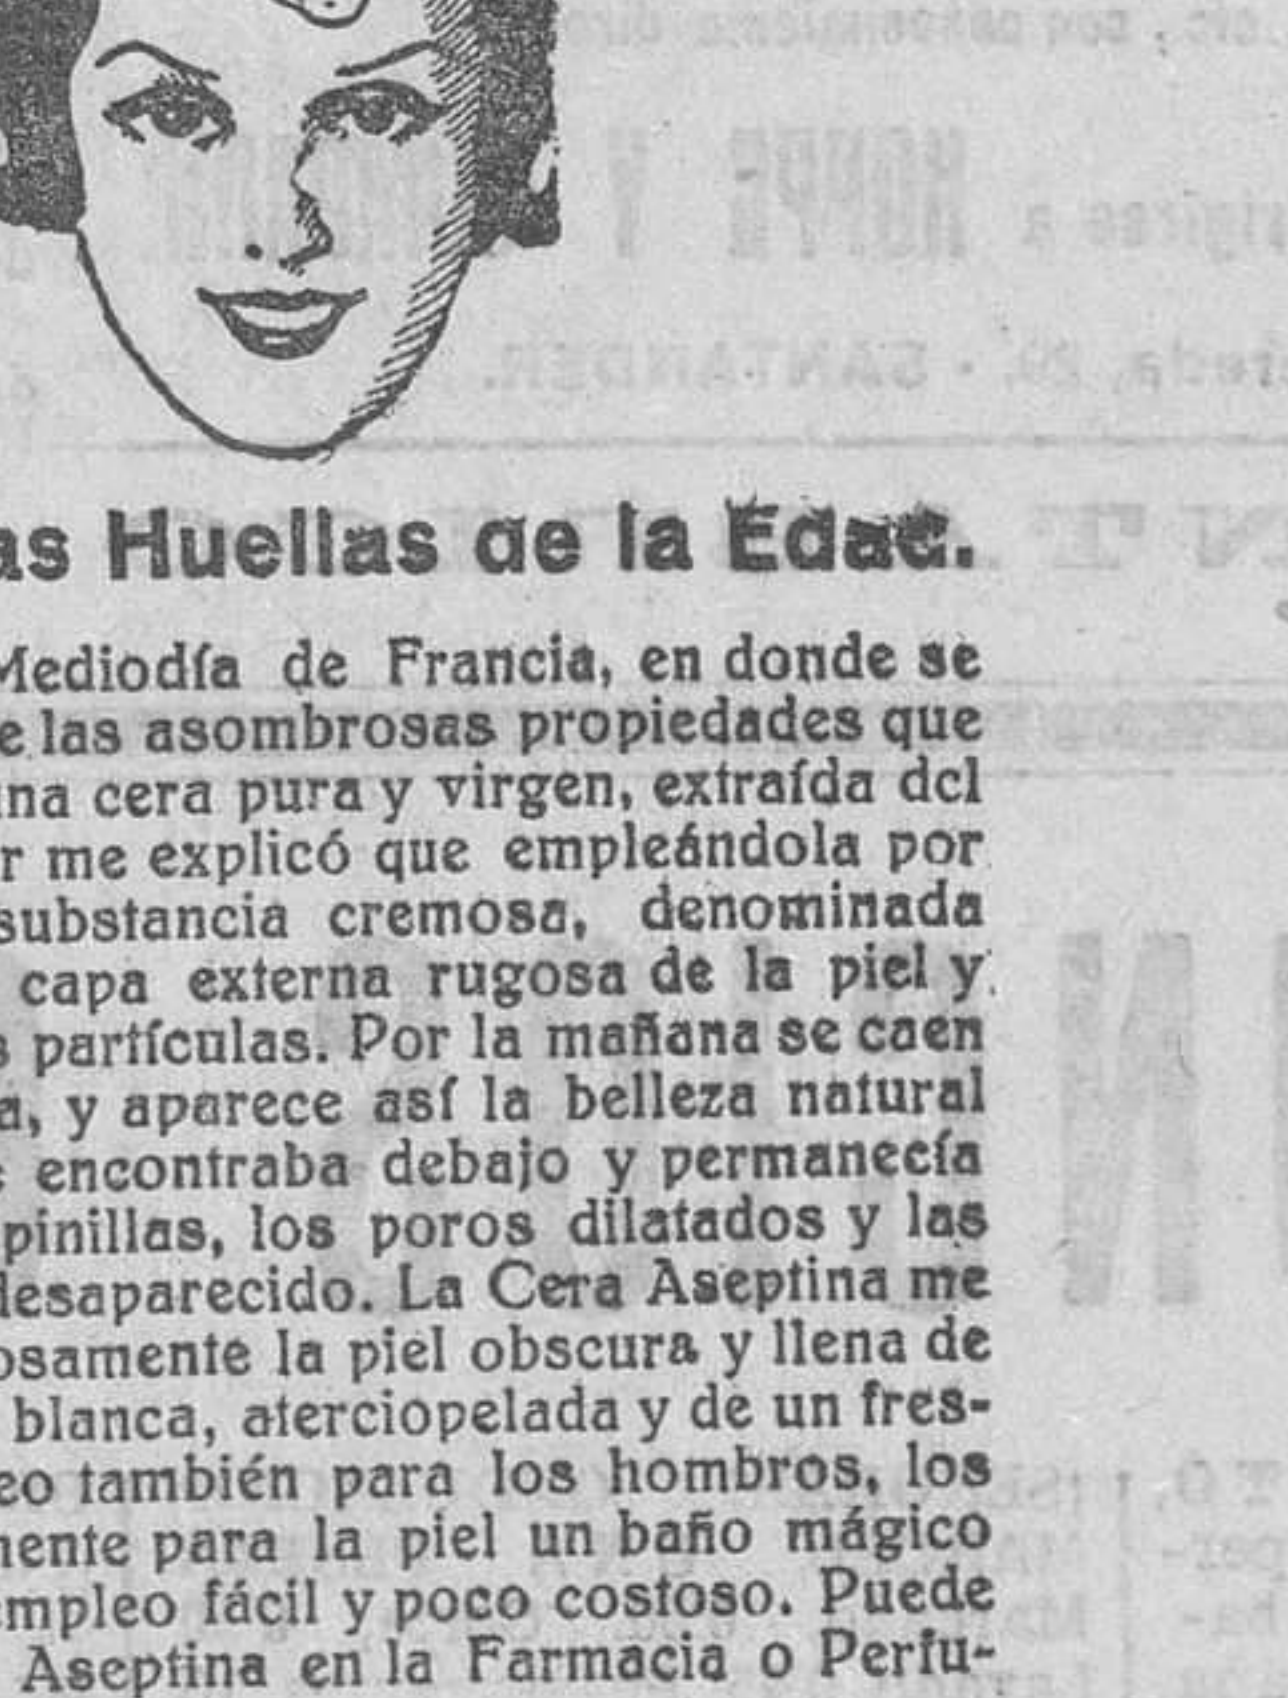 as Huellas de la Edad.
Mediodía de Francia, en donde se
e las asombrosas propiedades que
una cera pura y virgen, extraída del
r me explicó que empleándola por
substancia cremosa, denominada
capa externa rugosa de la piel y
s partículas. Por la mañana se caen
a, y aparece así la belleza natural
e encontraba debajo y permanecía
pinillas, los poros dilatados y las
desaparecido. La Cera Aseptina me
osamente la piel obscura y llena de
blanca, aterciopelada y de un fres-
eo también para los hombros, los
mente para la piel un baño mágico
empleo fácil y poco costoso. Puede
Aseptina en la Farmacia o Perfu-